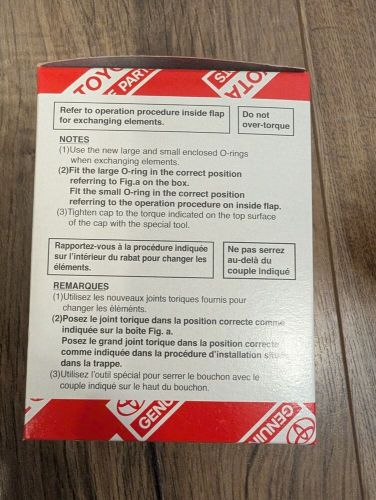 TOYO
OTA
E PART
TS
Refer to operation procedure inside flap
for exchanging elements.
Do not
over-torque
NOTES
(1)Use the new large and small enclosed O-rings
when exchanging elements.
(2)Fit the large O-ring in the correct position
referring to Fig.a on the box.
Fit the small O-ring in the correct position
referring to the operation procedure on inside flap.
(3)Tighten cap to the torque indicated on the top surface
of the cap with the special tool.
Rapportez-vous à la procédure indiquée
sur l'intérieur du rabat pour changer les
éléments.
Ne pas serrez
au-delà du
couple indiqué
REMARQUES
(1)Utilisez les nouveaux joints toriques fournis pour
changer les éléménts.
(2)Posez le joint torique dans la position correcte comme
indiquée sur la boîte Fig. a.
Posez le grand joint torique dans la position correcte
comme indiquée dans la procédure d'installation située
dans la trappe.
(3)Utilisez l'outil spécial pour serrer le bouchon avec le
couple indiqué sur le haut du bouchon.
GENU
GENUIN